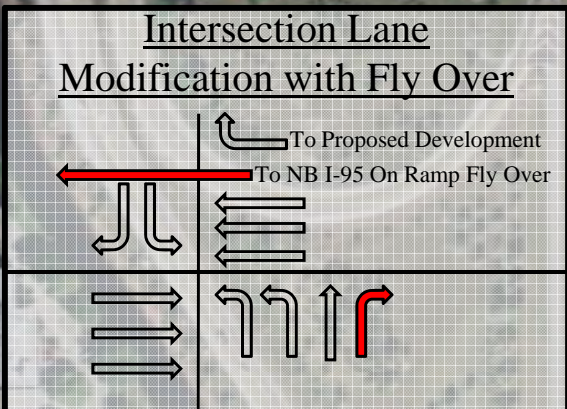 Intersection Lane
Modification with Fly Over
To Proposed Development
To NB I-95 On Ramp Fly Over